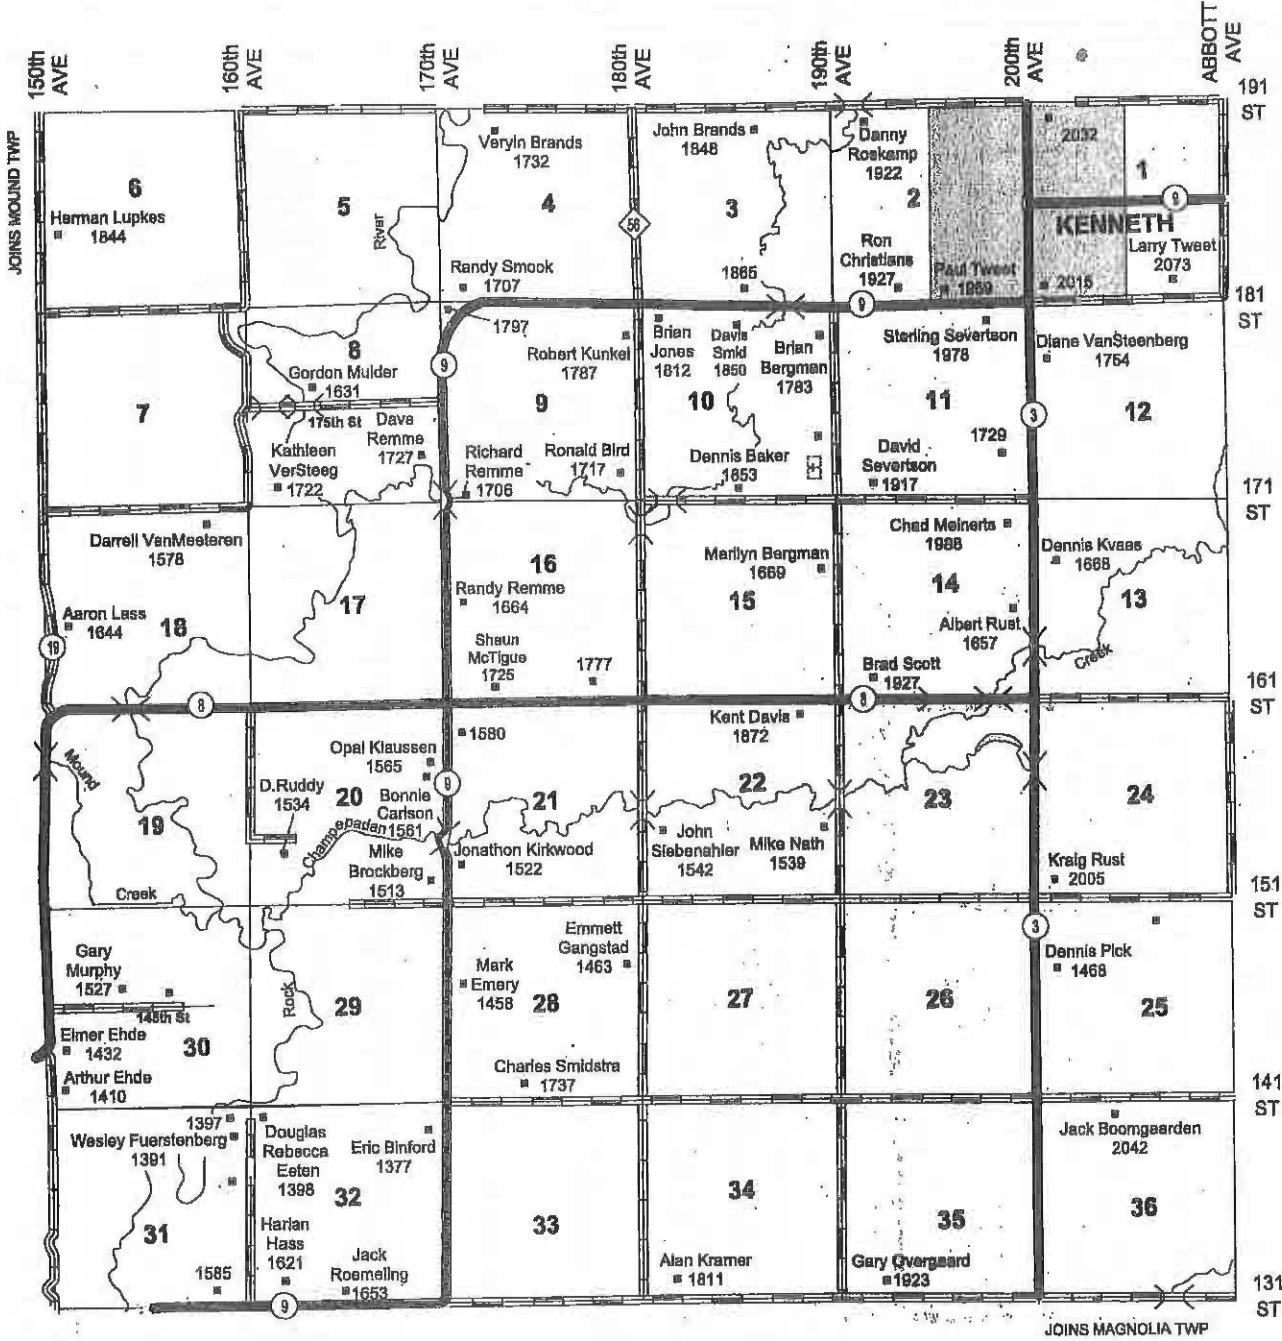 150th
AVE
160th
AVE
170th
AVE
180th
AVE
190th
AVE
200th
AVE
ABBOTT
AVE
191
ST
JOINS MOUND TWP
6
Herman Lupkes
1844
5
River
Veryln Brands
1732
4
Randy Smook
1707
56
John Brands
1848
3
1865
Danny
Roskamp
1922
2
Ron
Christians
1927
Paul Tweet
1969
2032
1
9
KENNETH
Larry Tweet
2073
2015
181
ST
9
7
8
Gordon Mulder
1631
175th St
Kathleen
VerSteeg
1722
Dave
Remme
1727
1797
9
Robert Kunkel
1787
9
Richard
Remme
1706
Ronald Bird
1717
Brian
Jones
1812
Davis
Smkl
1850
Brian
Bergman
1783
10
Dennis Baker
1853
Sterling Severtson
1978
11
David
Severtson
1917
1729
3
Diane VanSteenberg
1754
12
171
ST
Darrell VanMeeteren
1578
Aaron Lass
1644
18
19
17
16
Randy Remme
1664
Shaun
McTigue
1725
1777
Marilyn Bergman
1669
15
Chad Meinerts
1988
14
Albert Rust
1657
Brad Scott
1927
Dennis Kvaas
1668
13
Creek
161
ST
8
8
Mound
19
Creek
D.Ruddy
1534
Opal Klaussen
1565
20
Bonnie
Carlson
1561
Champepadan
Mike
Brockberg
1513
9
1580
21
Jonathon Kirkwood
1522
Kent Davis
1872
22
John
Siebenahler
1542
Mike Nath
1539
23
24
Kraig Rust
2005
151
ST
Gary
Murphy
1527
148th St
Elmer Ehde
1432
30
Arthur Ehde
1410
Rock
29
Mark
Emery
1458
Emmett
Gangstad
1463
28
Charles Smidstra
1737
27
26
3
Dennis Pick
1468
25
141
ST
1397
Wesley Fuerstenberg
1391
31
1585
Douglas
Rebecca
Eeten
1398
Eric Binford
1377
32
Harlan
Hass
1621
Jack
Roemeling
1653
9
33
34
Alan Kramer
1811
35
Gary Overgaard
1923
Jack Boomgaarden
2042
36
131
ST
JOINS MAGNOLIA TWP